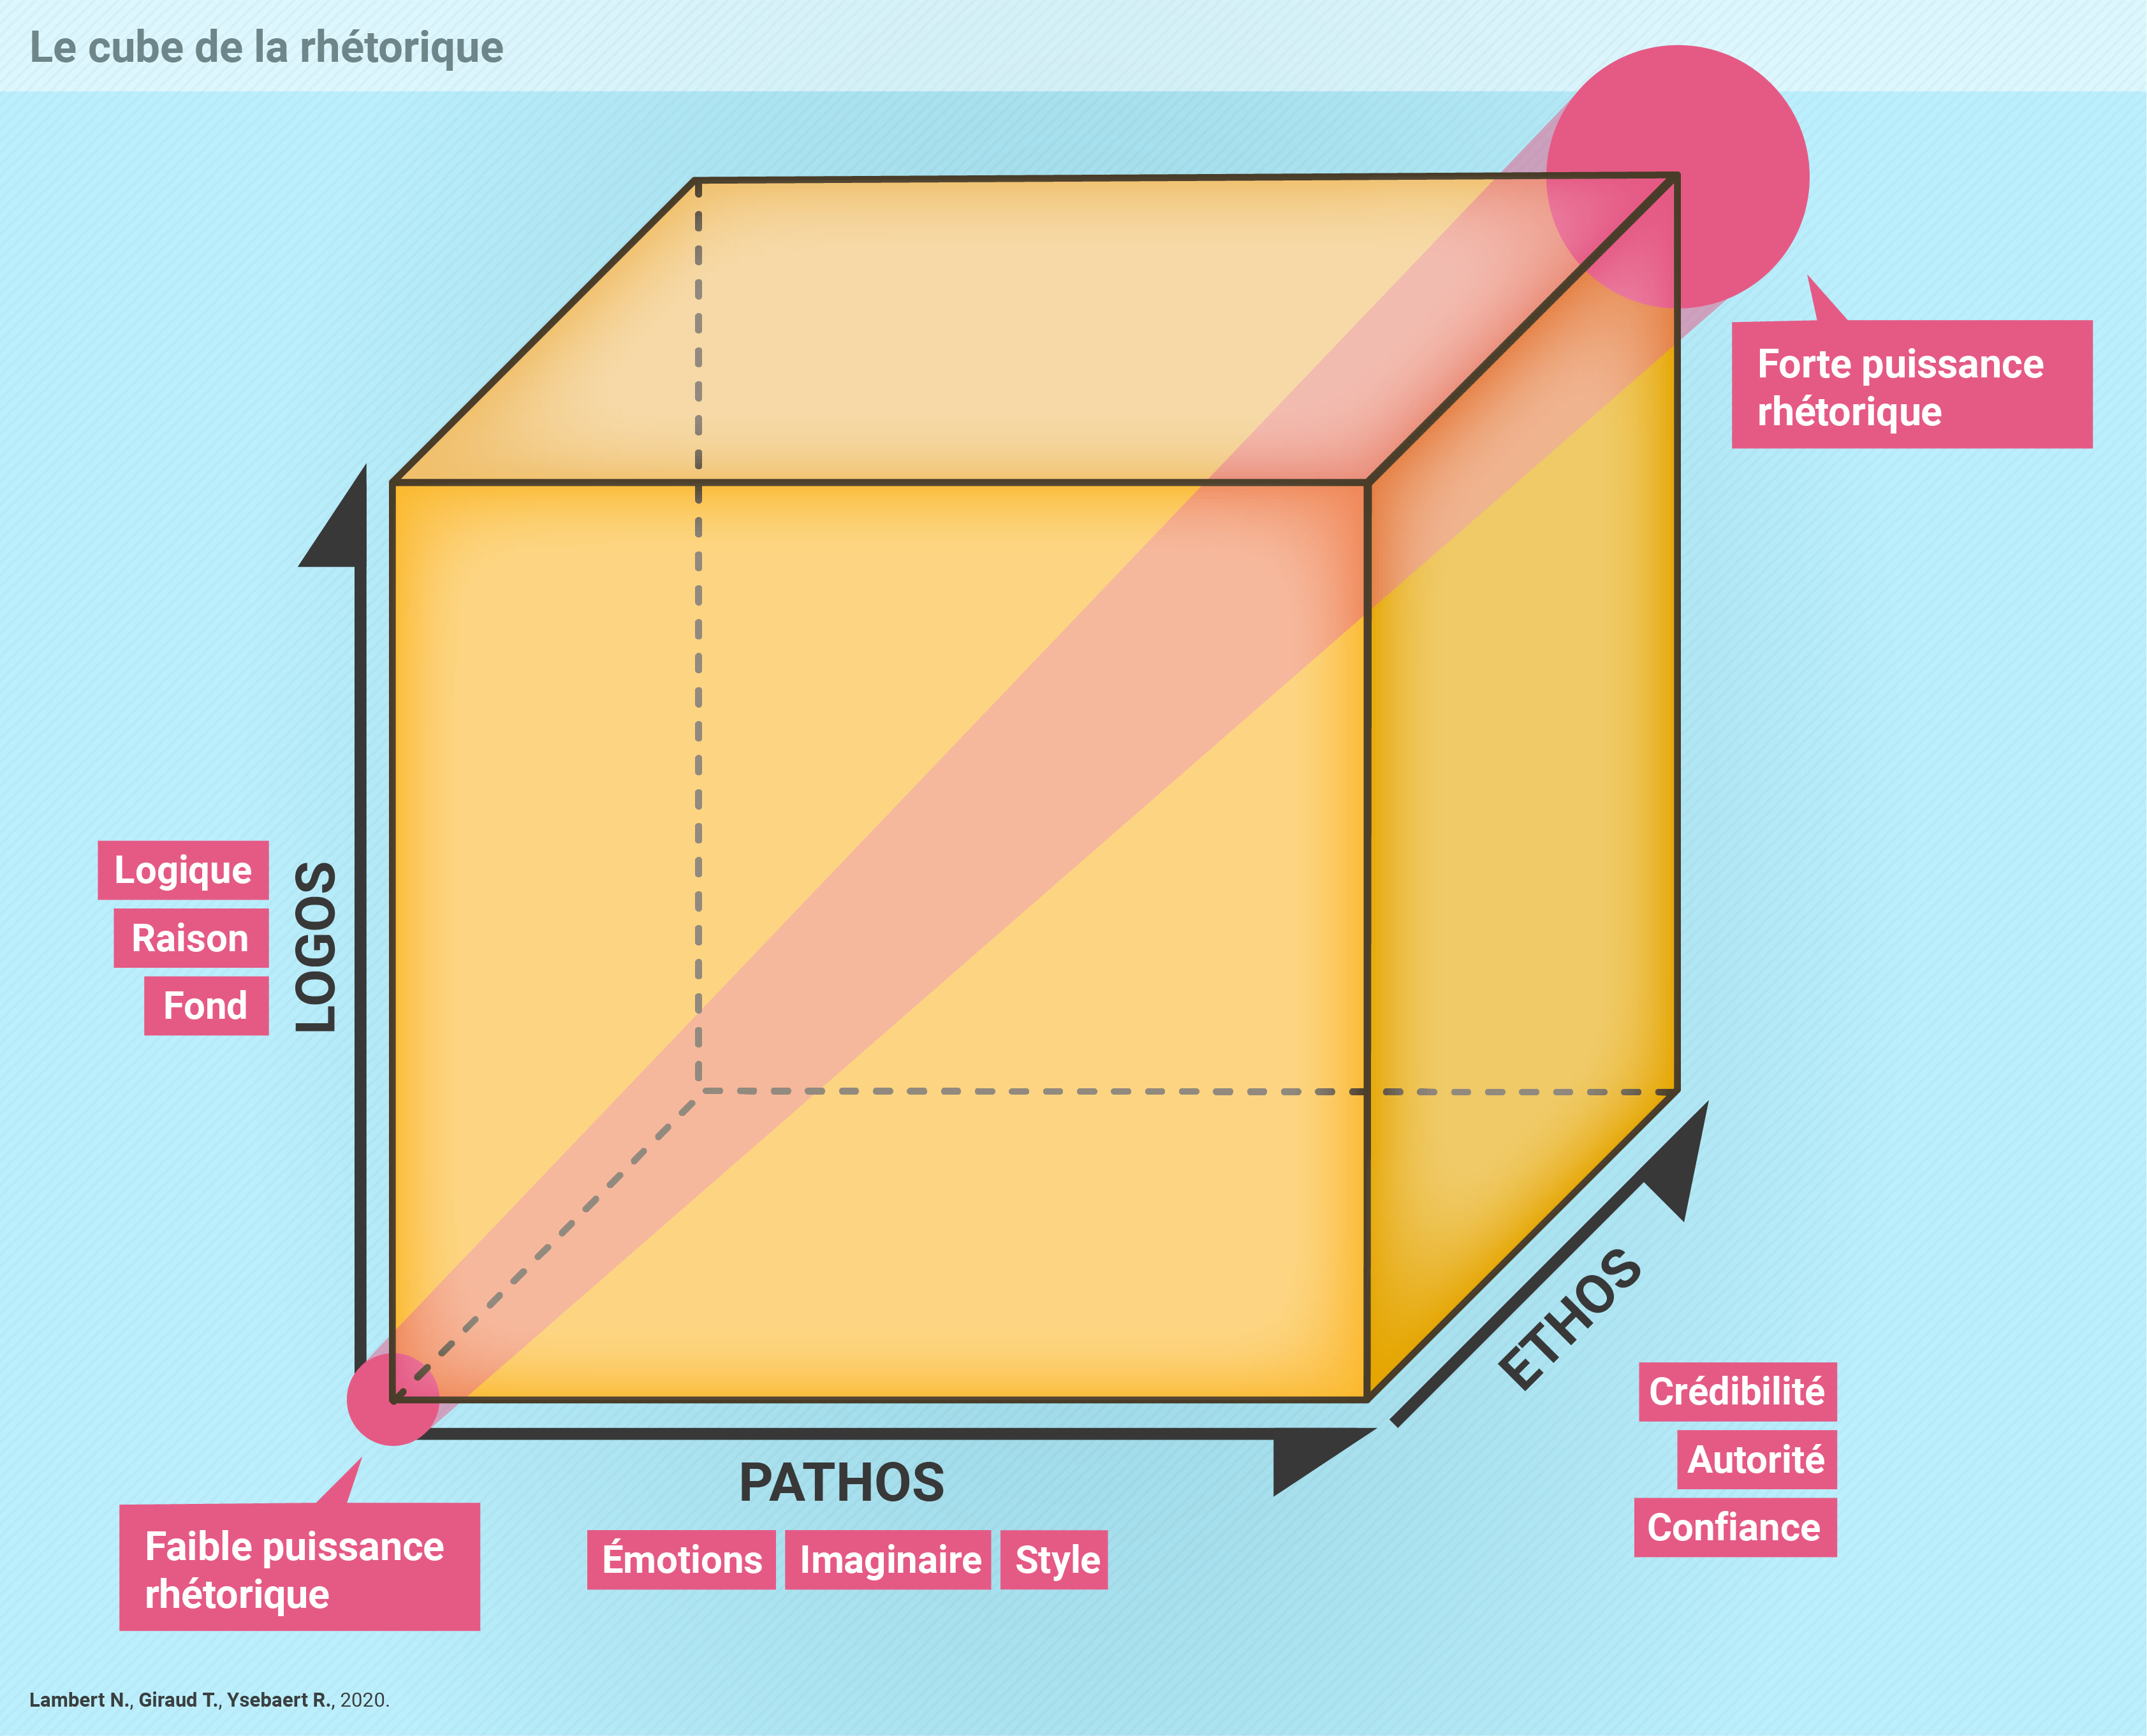 Le cube de la rhétorique
Forte puissance
rhétorique
Logique
Raison
Fond
LOGOS
ETHOS
Crédibilité
Autorité
Confiance
PATHOS
Émotions Imaginaire Style
Faible puissance
rhétorique
Lambert N., Giraud T., Ysebaert R., 2020.